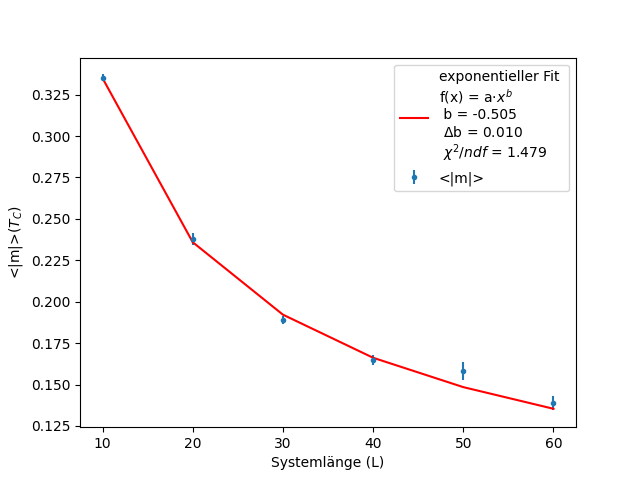 exponentieller Fit
f(x) = a·x^b
b = -0.505
Δb = 0.010
χ²/ndf = 1.479
<|m|>
0.325
0.300
0.275
0.250
0.225
0.200
0.175
0.150
0.125
<|m|>(T_C)
10 20 30 40 50 60
Systemlänge (L)